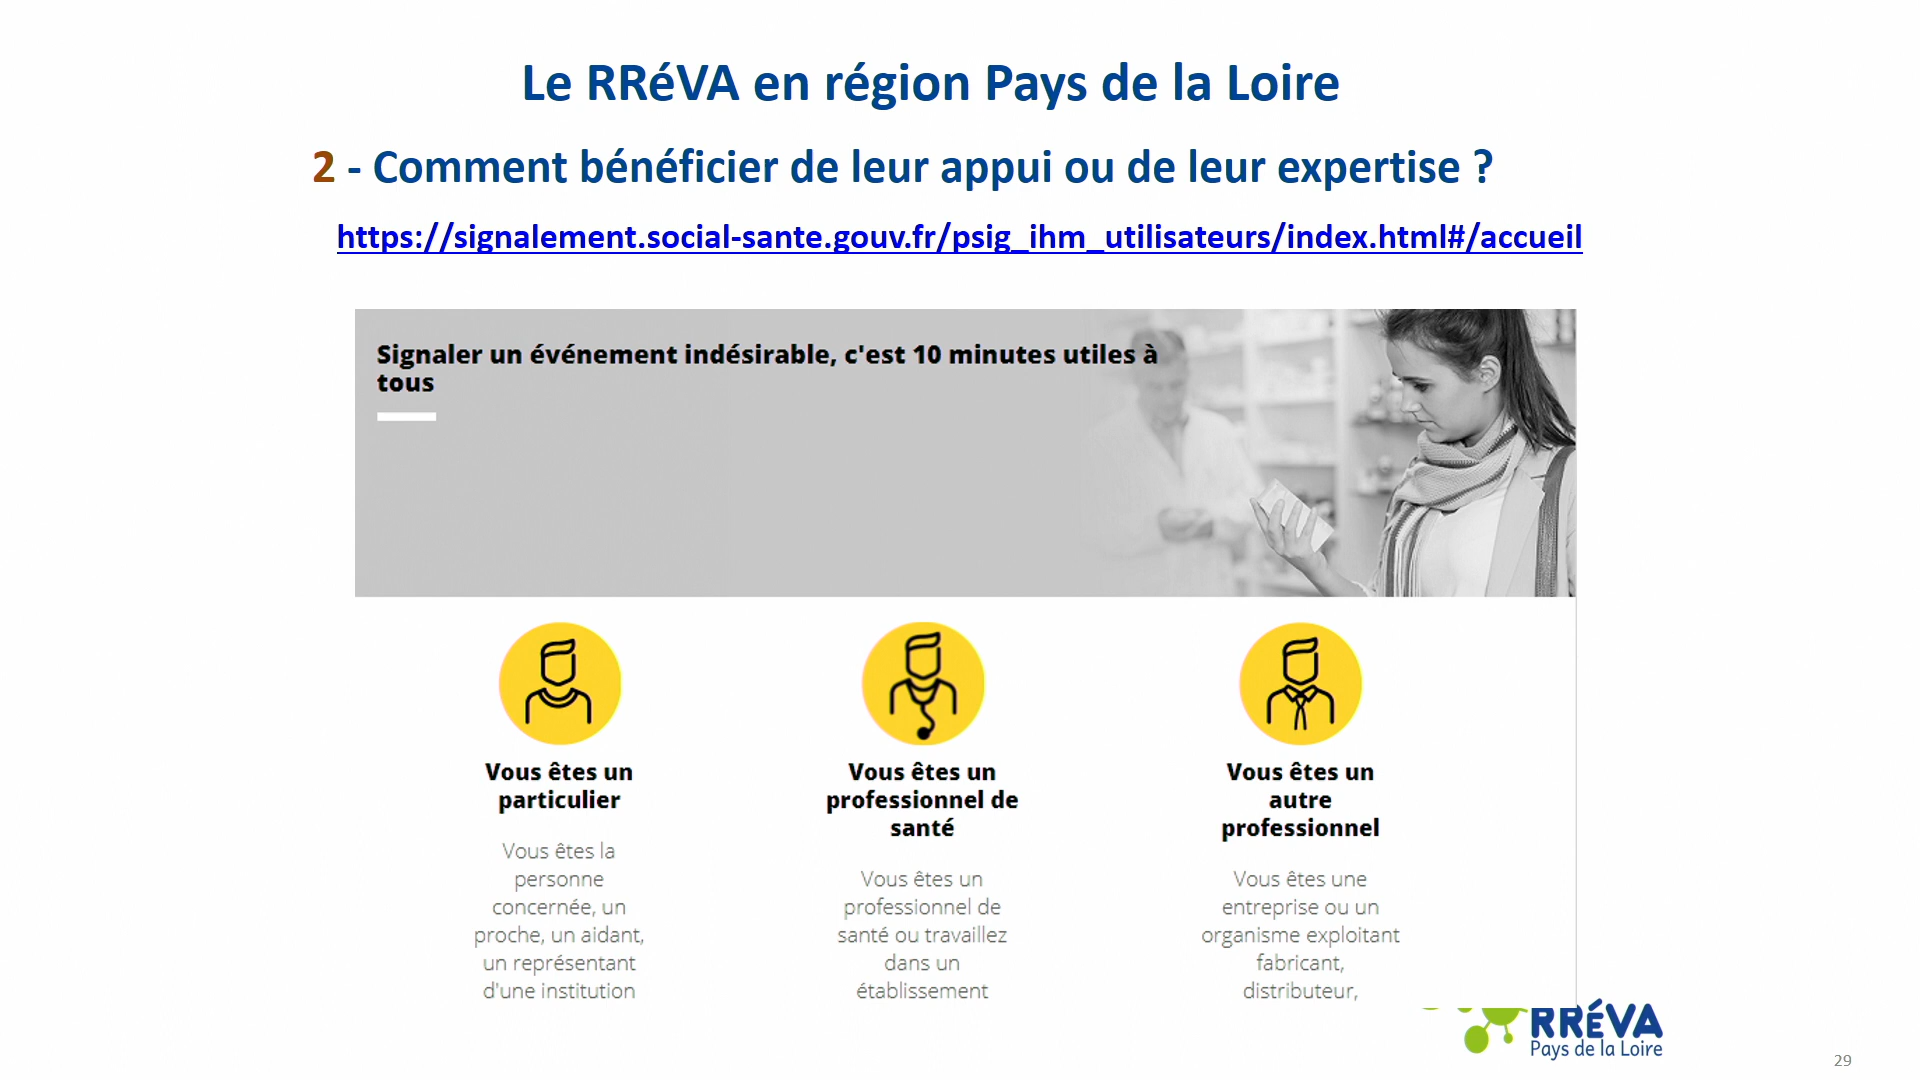 Le RRéVA en région Pays de la Loire
2 - Comment bénéficier de leur appui ou de leur expertise ?
https://signalement.social-sante.gouv.fr/psig_ihm_utilisateurs/index.html#/accueil
Signaler un événement indésirable, c'est 10 minutes utiles à
tous
Vous êtes un
particulier
Vous êtes la
personne
concernée, un
proche, un aidant,
un représentant
d'une institution
Vous êtes un
professionnel de
santé
Vous êtes un
professionnel de
santé ou travaillez
dans un
établissement
Vous êtes un
autre
professionnel
Vous êtes une
entreprise ou un
organisme exploitant
fabricant,
distributeur,
RRÉVA
Pays de la Loire
29